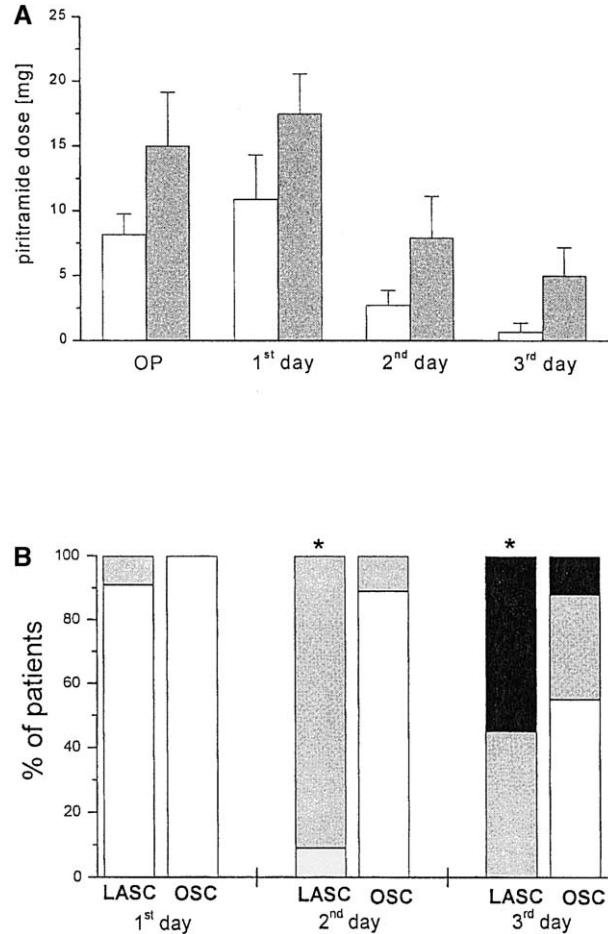 A
piritramide dose [mg]
25
20
15
10
5
0
OP 1st day 2nd day 3rd day
B
% of patients
* *
100
80
60
40
20
0
LASC OSC LASC OSC LASC OSC
1st day 2nd day 3rd day